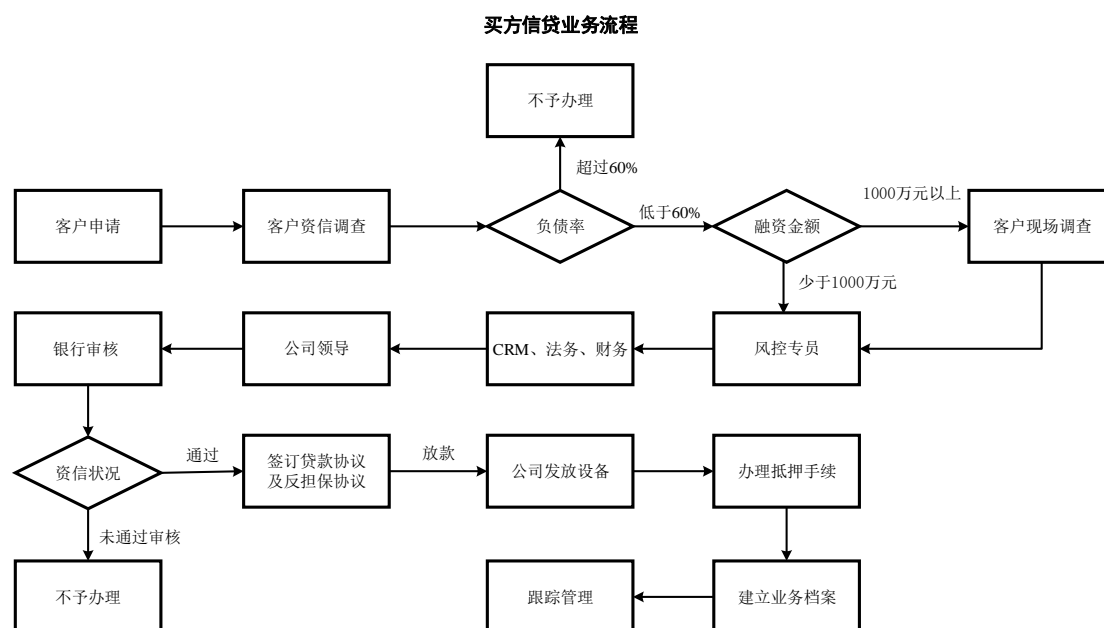 买方信贷业务流程
不予办理
超过60%
客户申请
客户资信调查
负债率
低于60%
融资金额
1000万元以上
客户现场调查
少于1000万元
银行审核
公司领导
CRM、法务、财务
风控专员
资信状况
通过
签订贷款协议
及反担保协议
放款
公司发放设备
办理抵押手续
未通过审核
不予办理
跟踪管理
建立业务档案